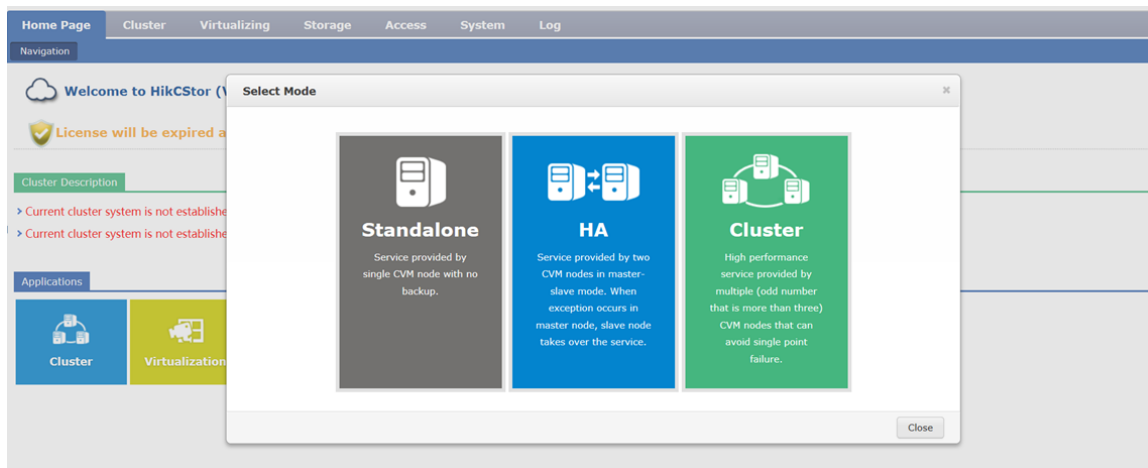 Home Page Cluster Virtualizing Storage Access System Log
Navigation
Welcome to HikCStor (
License will be expired a
Cluster Description
> Current cluster system is not establishe
> Current cluster system is not establishe
Applications
Cluster
Virtualization
Select Mode
Standalone
Service provided by
single CVM node with no
backup.
HA
Service provided by two
CVM nodes in master-
slave mode. When
exception occurs in
master node, slave node
takes over the service.
Cluster
High performance
service provided by
multiple (odd number
that is more than three)
CVM nodes that can
avoid single point
failure.
Close